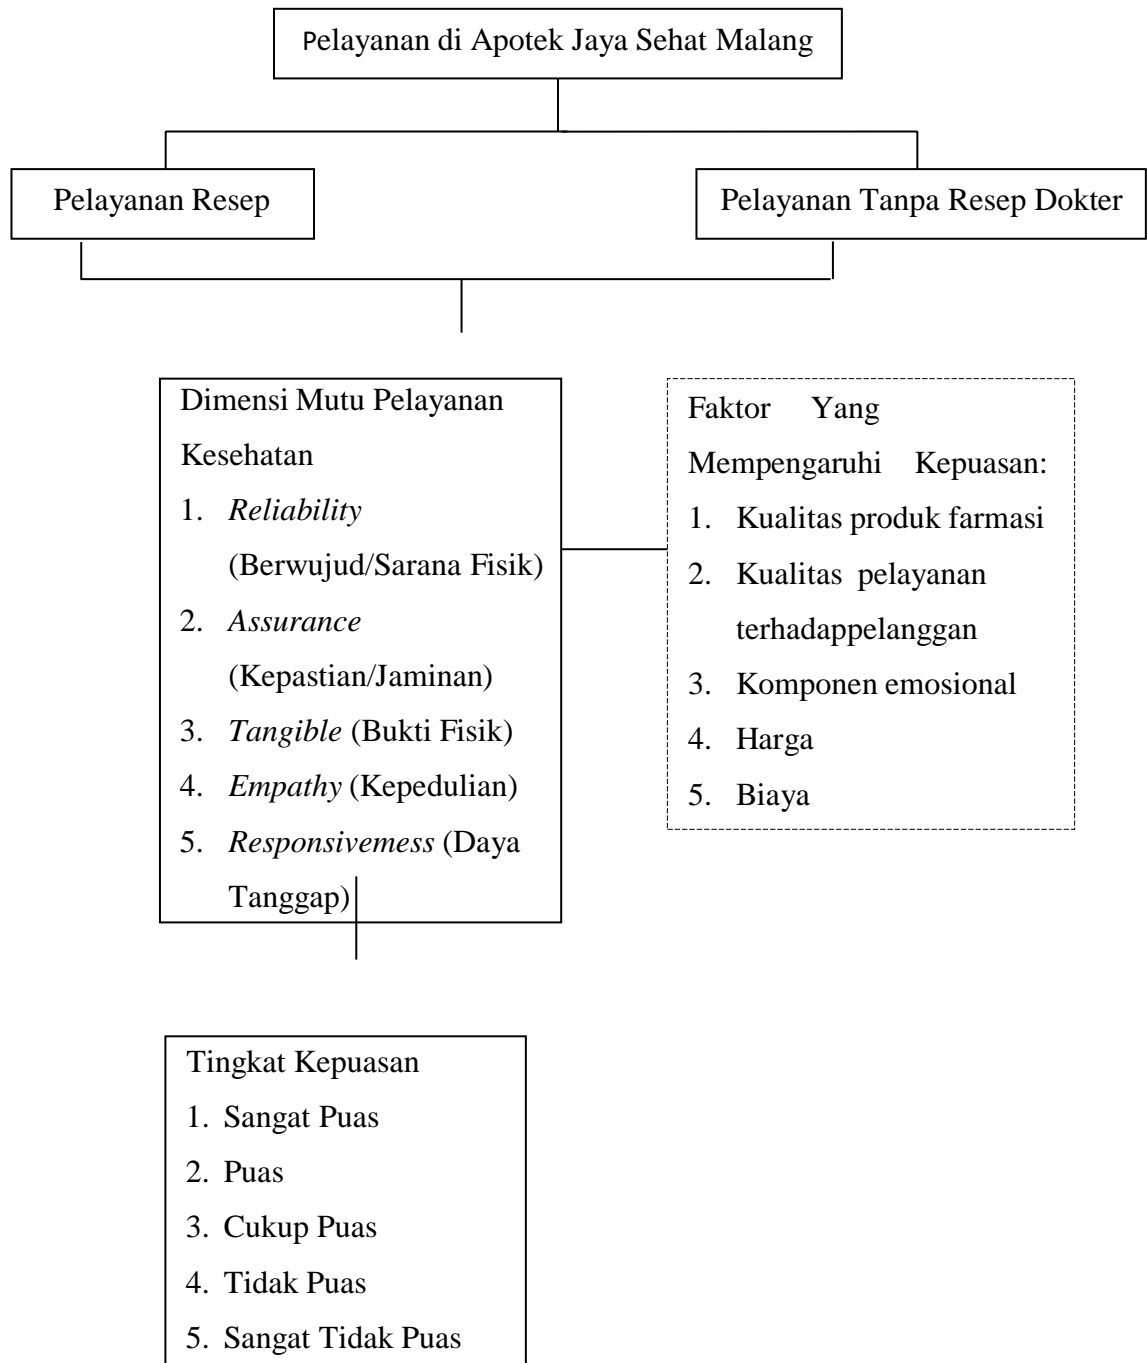 Pelayanan di Apotek Jaya Sehat Malang
Pelayanan Resep
Pelayanan Tanpa Resep Dokter
Dimensi Mutu Pelayanan
Kesehatan
1. Reliability
(Berwujud/Sarana Fisik)
2. Assurance
(Kepastian/Jaminan)
3. Tangible (Bukti Fisik)
4. Empathy (Kepedulian)
5. Responsivemess (Daya
Tanggap)
Faktor Yang
Mempengaruhi Kepuasan:
1. Kualitas produk farmasi
2. Kualitas pelayanan
terhadappelanggan
3. Komponen emosional
4. Harga
5. Biaya
Tingkat Kepuasan
1. Sangat Puas
2. Puas
3. Cukup Puas
4. Tidak Puas
5. Sangat Tidak Puas